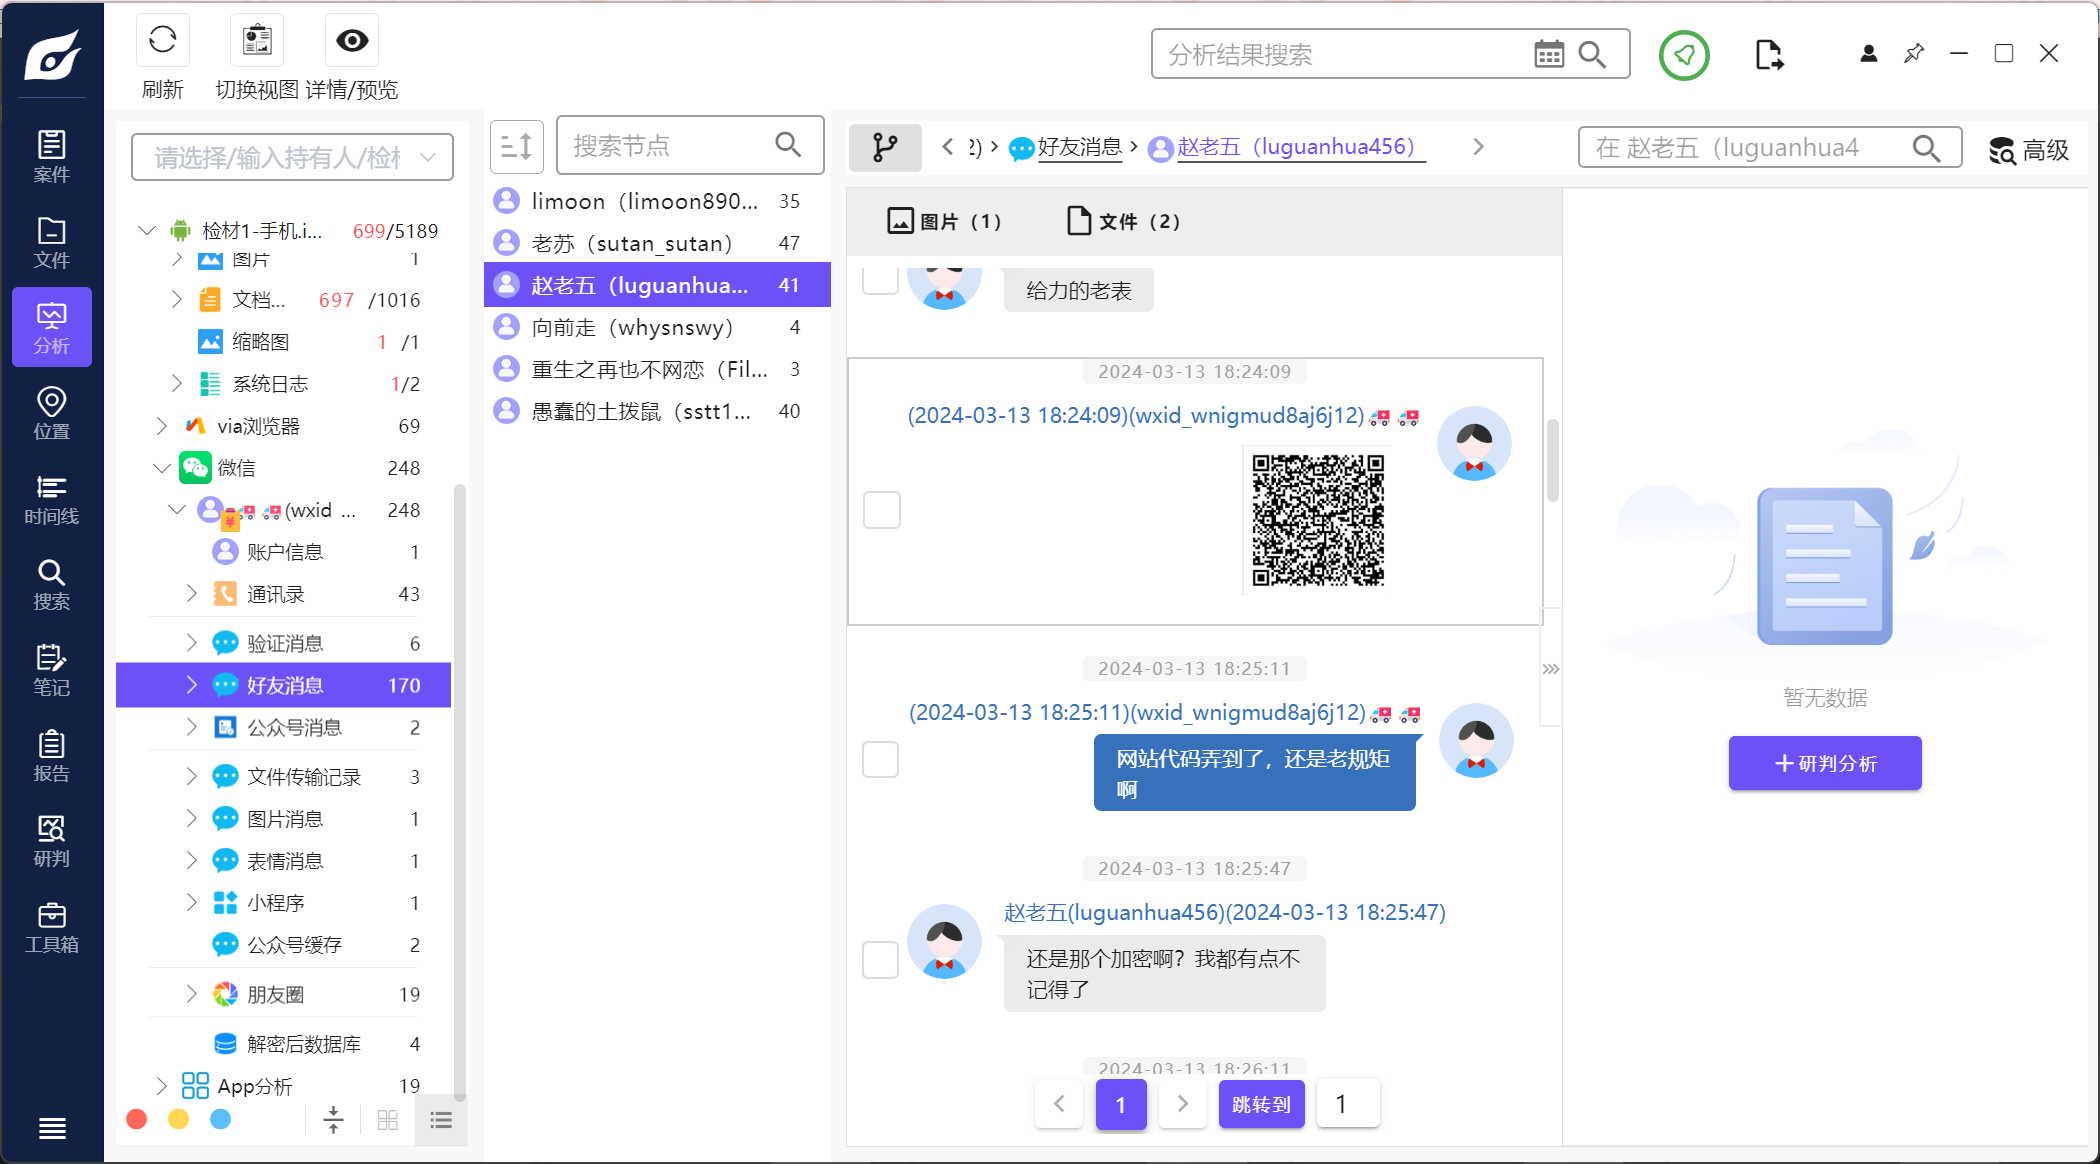 刷新
切换视图
详情/预览
分析结果搜索
案件
文件
分析
位置
时间线
搜索
笔记
报告
研判
工具箱
请选择/输入持有人/检材
检材1-手机.i... 699/5189
图片 1
文档... 697 /1016
缩略图 1 /1
系统日志 1/2
via浏览器 69
微信 248
(wxid ... 248
账户信息 1
通讯录 43
验证消息 6
好友消息 170
公众号消息 2
文件传输记录 3
图片消息 1
表情消息 1
小程序 1
公众号缓存 2
朋友圈 19
解密后数据库 4
App分析 19
搜索节点
limoon（limoon890... 35
老苏（sutan_sutan） 47
赵老五（luguanhua... 41
向前走（whysnswy） 4
重生之再也不网恋（Fil... 3
愚蠢的土拨鼠（sstt1... 40
2) › 好友消息 › 赵老五（luguanhua456）
在 赵老五（luguanhua4
高级
图片（1）
文件（2）
给力的老表
2024-03-13 18:24:09
(2024-03-13 18:24:09)(wxid_wnigmud8aj6j12)🚑🚑
2024-03-13 18:25:11
(2024-03-13 18:25:11)(wxid_wnigmud8aj6j12)🚑🚑
网站代码弄到了，还是老规矩
啊
2024-03-13 18:25:47
赵老五(luguanhua456)(2024-03-13 18:25:47)
还是那个加密啊？我都有点不
记得了
2024-03-13 18:26:11
1
跳转到
1
暂无数据
＋研判分析